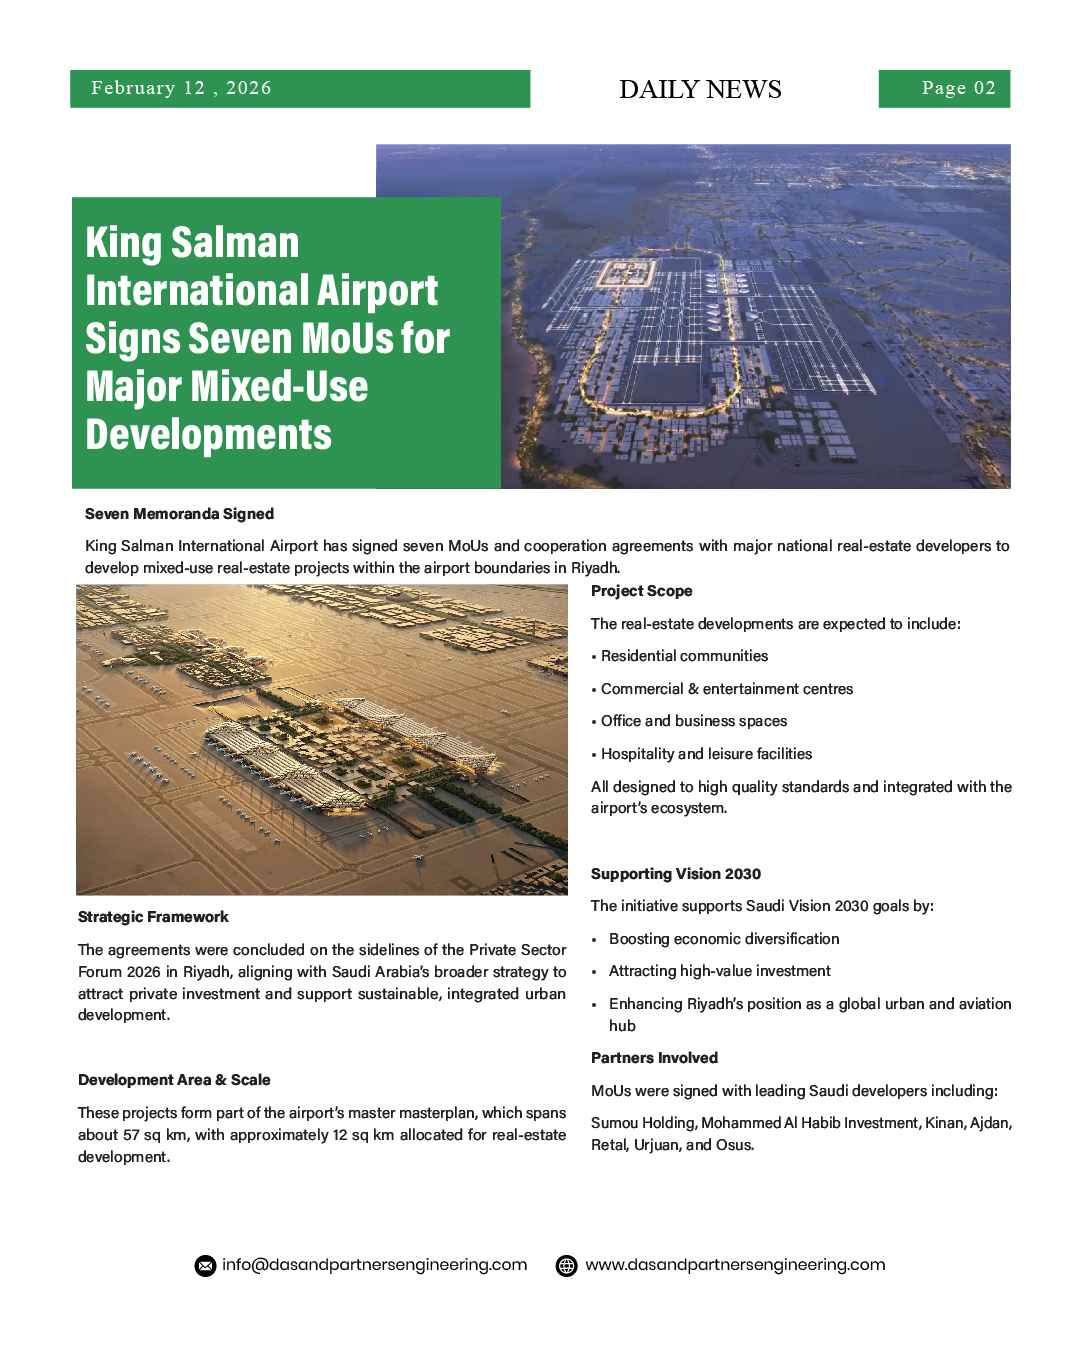 February 12 , 2026
DAILY NEWS
Page 02
King Salman
International Airport
Signs Seven MoUs for
Major Mixed-Use
Developments
Seven Memoranda Signed
King Salman International Airport has signed seven MoUs and cooperation agreements with major national real-estate developers to
develop mixed-use real-estate projects within the airport boundaries in Riyadh.
Strategic Framework
The agreements were concluded on the sidelines of the Private Sector
Forum 2026 in Riyadh, aligning with Saudi Arabia’s broader strategy to
attract private investment and support sustainable, integrated urban
development.
Development Area & Scale
These projects form part of the airport’s master masterplan, which spans
about 57 sq km, with approximately 12 sq km allocated for real-estate
development.
Project Scope
The real-estate developments are expected to include:
• Residential communities
• Commercial & entertainment centres
• Office and business spaces
• Hospitality and leisure facilities
All designed to high quality standards and integrated with the
airport’s ecosystem.
Supporting Vision 2030
The initiative supports Saudi Vision 2030 goals by:
• Boosting economic diversification
• Attracting high-value investment
• Enhancing Riyadh’s position as a global urban and aviation
hub
Partners Involved
MoUs were signed with leading Saudi developers including:
Sumou Holding, Mohammed Al Habib Investment, Kinan, Ajdan,
Retal, Urjuan, and Osus.
info@dasandpartnersengineering.com
www.dasandpartnersengineering.com